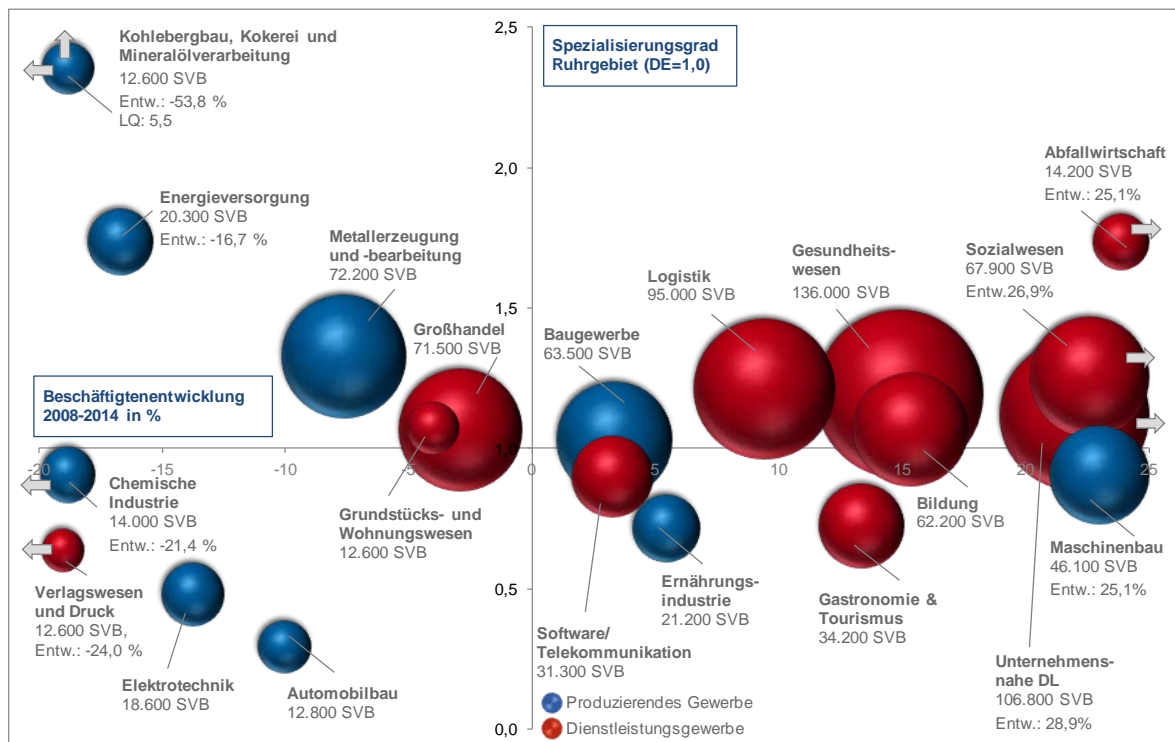 2,5
Kohlebergbau, Kokerei und
Mineralölverarbeitung
12.600 SVB
Entw.: -53,8 %
LQ: 5,5
Spezialisierungsgrad
Ruhrgebiet (DE=1,0)
2,0
Abfallwirtschaft
14.200 SVB
Entw.: 25,1%
Energieversorgung
20.300 SVB
Entw.: -16,7 %
Metallerzeugung
und -bearbeitung
72.200 SVB
Gesundheits-
wesen
136.000 SVB
Sozialwesen
67.900 SVB
Entw.26,9%
Logistik
95.000 SVB
1,5
Großhandel
71.500 SVB
Baugewerbe
63.500 SVB
Beschäftigtenentwicklung
2008-2014 in %
1,0
-20
-15
-10
-5
0
5
10
15
20
25
Chemische
Industrie
14.000 SVB
Entw.: -21,4 %
Grundstücks- und
Wohnungswesen
12.600 SVB
Bildung
62.200 SVB
Maschinenbau
46.100 SVB
Entw.: 25,1%
Verlagswesen
und Druck
12.600 SVB,
Entw.: -24,0 %
0,5
Ernährungs-
industrie
21.200 SVB
Gastronomie &
Tourismus
34.200 SVB
Software/
Telekommunikation
31.300 SVB
Unternehmens-
nahe DL
106.800 SVB
Entw.: 28,9%
Elektrotechnik
18.600 SVB
Automobilbau
12.800 SVB
Produzierendes Gewerbe
Dienstleistungsgewerbe
0,0